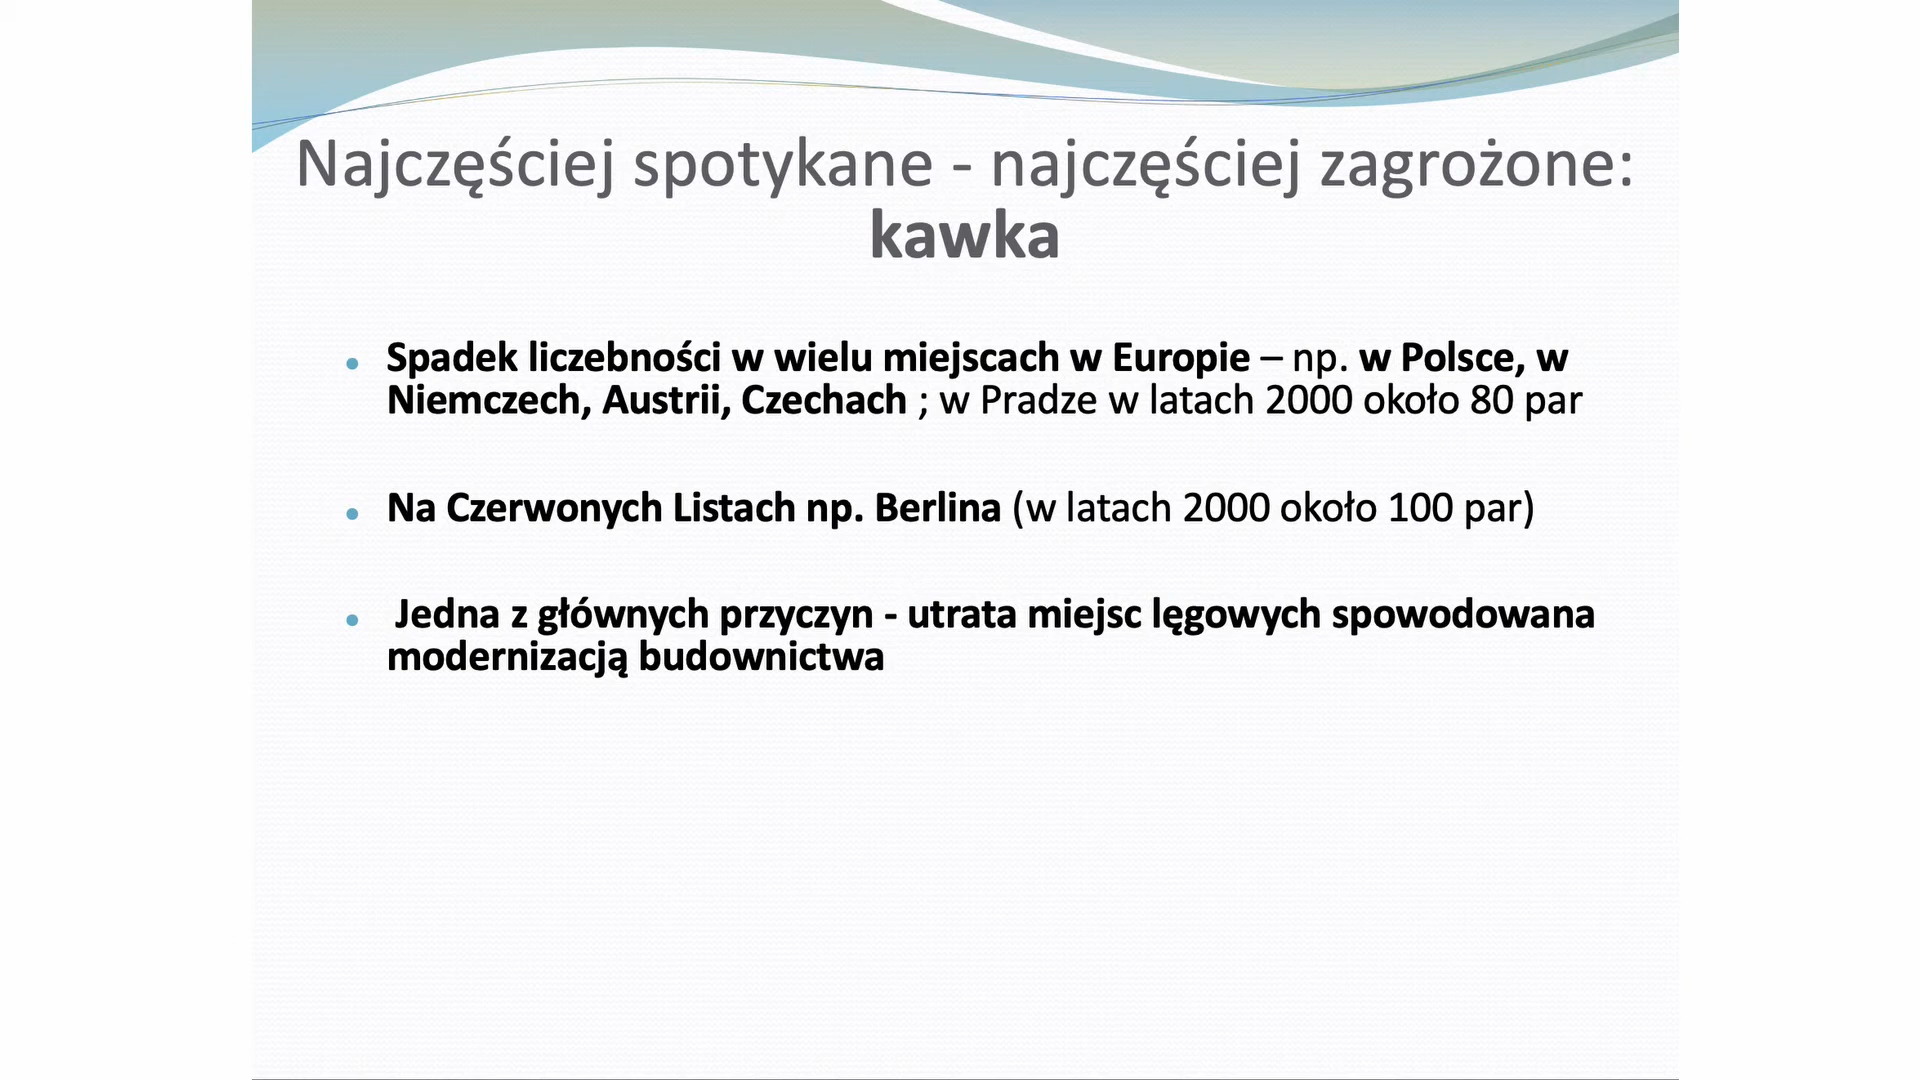 Najczęściej spotykane - najczęściej zagrożone:
kawka
• Spadek liczebności w wielu miejscach w Europie – np. w Polsce, w
Niemczech, Austrii, Czechach ; w Pradze w latach 2000 około 80 par
• Na Czerwonych Listach np. Berlina (w latach 2000 około 100 par)
• Jedna z głównych przyczyn - utrata miejsc lęgowych spowodowana
modernizacją budownictwa